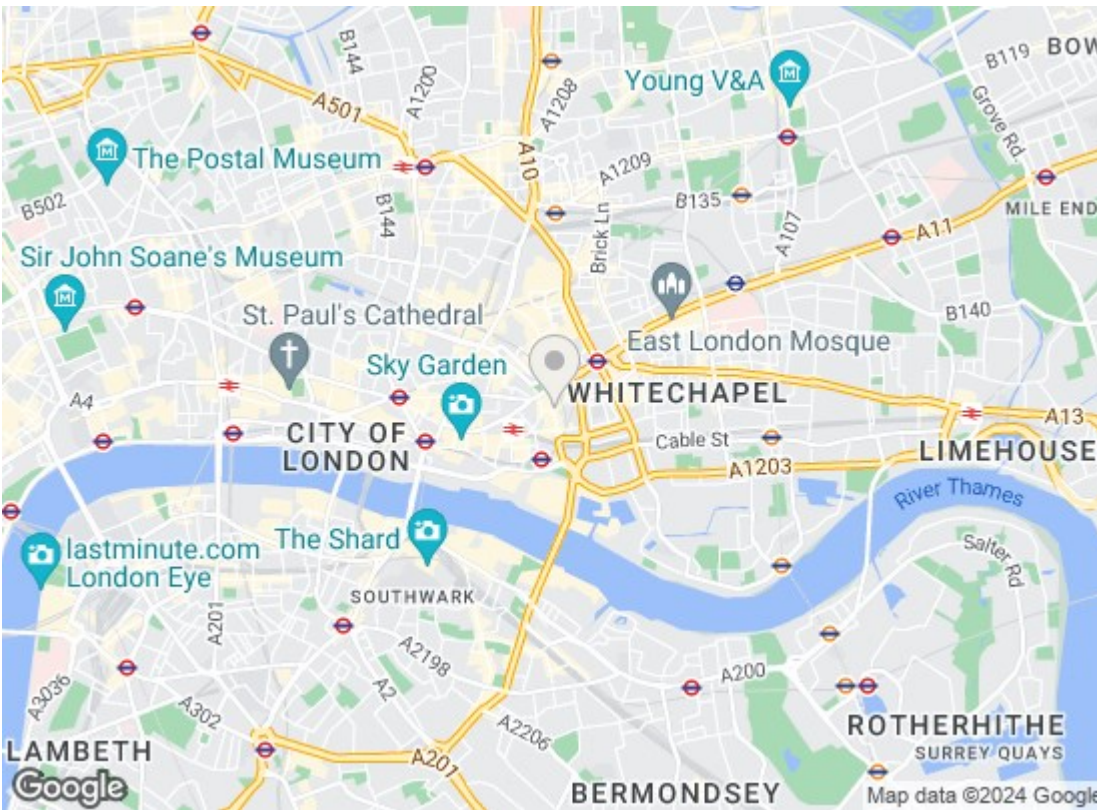 B144
A1200
A1208
Young V&A
B119
BOW
A501
The Postal Museum
A10
A1209
Grove Rd
B502
B144
B135
A107
MILE END
Sir John Soane's Museum
Brick Ln
A11
St. Paul's Cathedral
East London Mosque
B140
Sky Garden
WHITECHAPEL
A4
CITY OF
LONDON
Cable St
A13
A1203
LIMEHOUSE
River Thames
lastminute.com
London Eye
The Shard
Salter Rd
SOUTHWARK
A201
A2198
A200
A3036
A302
A2
A2206
ROTHERHITHE
SURREY QUAYS
LAMBETH
A201
BERMONDSEY
Google
Map data ©2024 Google